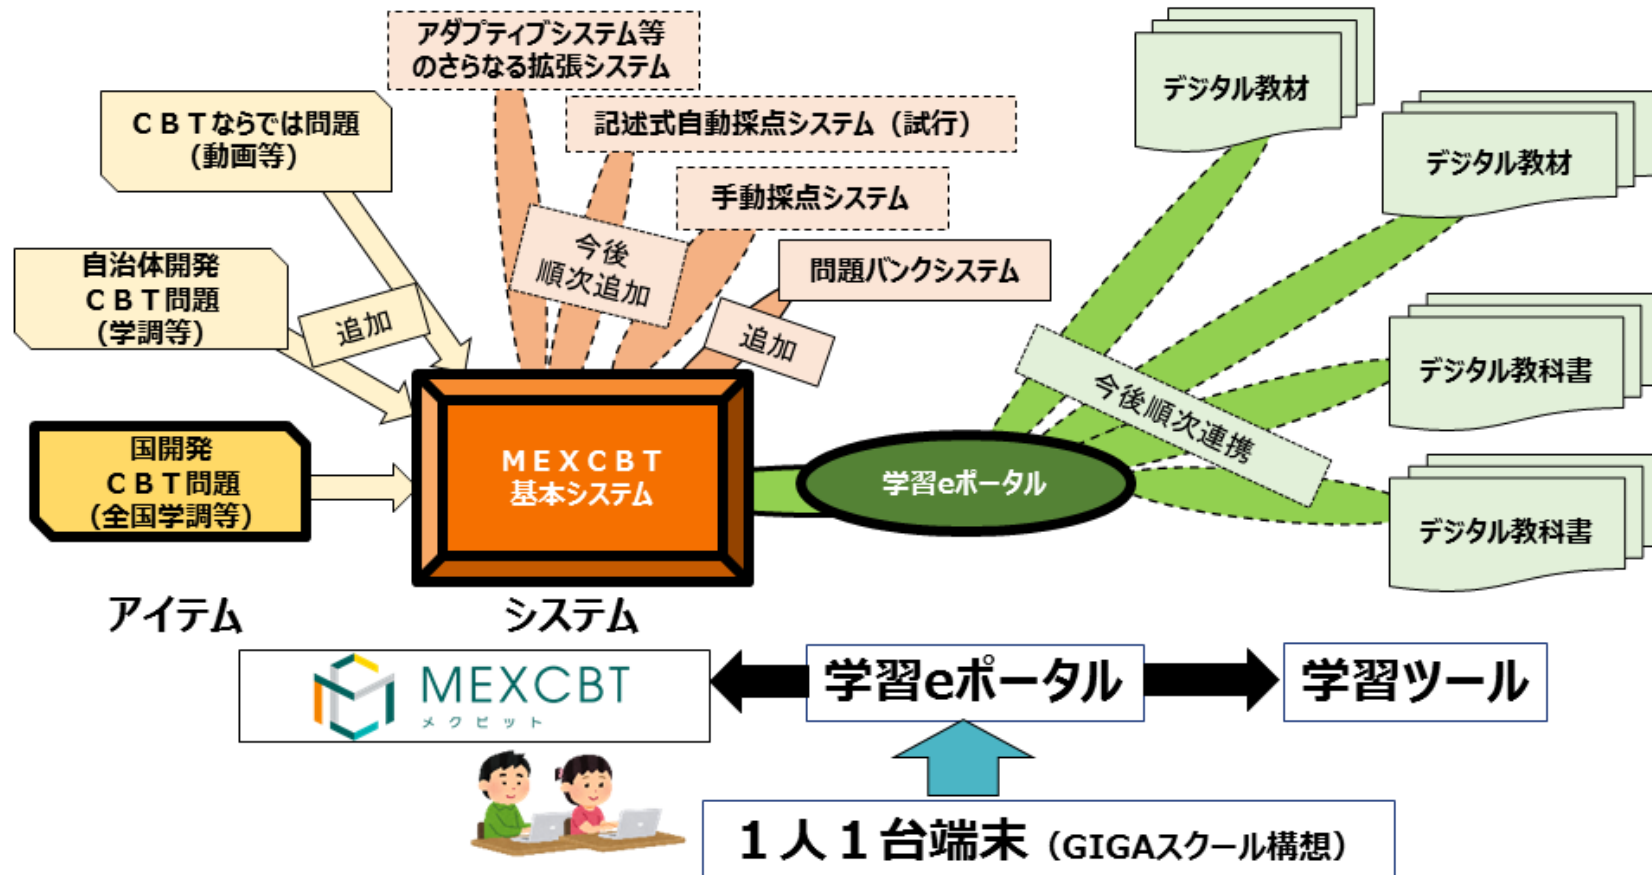 アダプティブシステム等
のさらなる拡張システム
ＣＢＴならでは問題
(動画等)
記述式自動採点システム（試行）
手動採点システム
問題バンクシステム
今後
順次追加
追加
自治体開発
ＣＢＴ問題
(学調等)
追加
国開発
ＣＢＴ問題
(全国学調等)
ＭＥＸＣＢＴ
基本システム
学習eポータル
今後順次連携
デジタル教材
デジタル教材
デジタル教科書
デジタル教科書
アイテム
システム
MEXCBT
メクビット
学習eポータル
学習ツール
１人１台端末（GIGAスクール構想）